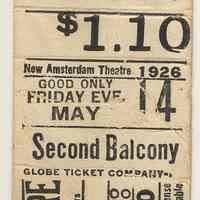 $1.10
New Amsterdam Theatre 1926
GOOD ONLY
FRIDAY EVE. 14
MAY
Second Balcony
GLOBE TICKET COMPANY